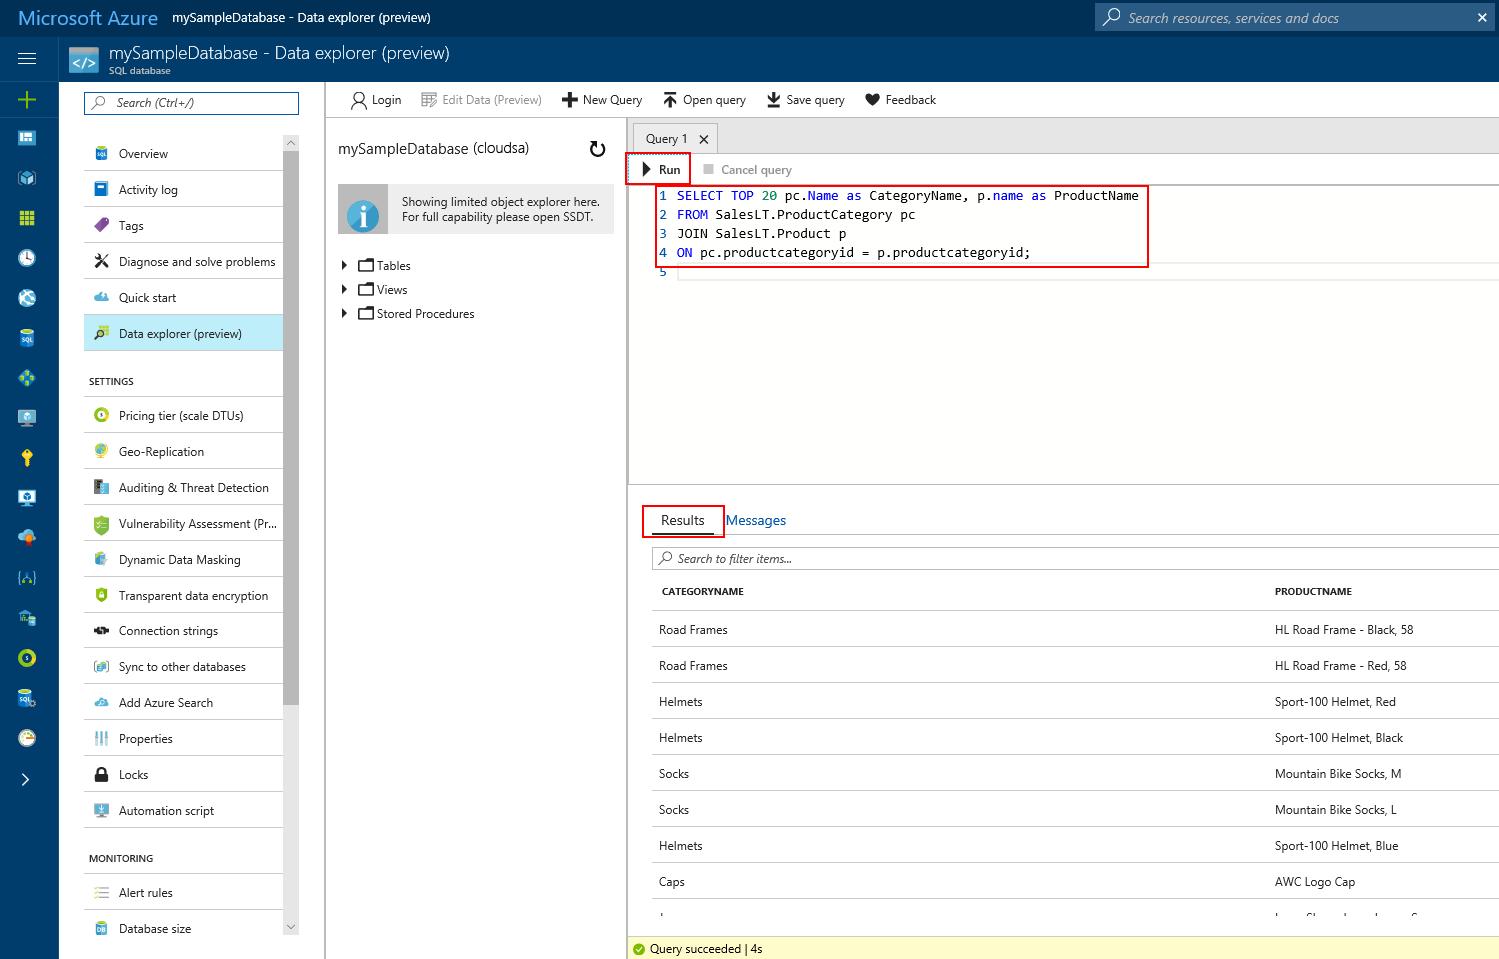 Microsoft Azure mySampleDatabase - Data explorer (preview)
Search resources, services and docs
mySampleDatabase - Data explorer (preview)
SQL database
Search (Ctrl+/)
Overview
Activity log
Tags
Diagnose and solve problems
Quick start
Data explorer (preview)
SETTINGS
Pricing tier (scale DTUs)
Geo-Replication
Auditing & Threat Detection
Vulnerability Assessment (Pr...
Dynamic Data Masking
Transparent data encryption
Connection strings
Sync to other databases
Add Azure Search
Properties
Locks
Automation script
MONITORING
Alert rules
Database size
Login Edit Data (Preview) New Query Open query Save query Feedback
mySampleDatabase (cloudsa)
Showing limited object explorer here.
For full capability please open SSDT.
Tables
Views
Stored Procedures
Query 1
Run Cancel query
1 SELECT TOP 20 pc.Name as CategoryName, p.name as ProductName
2 FROM SalesLT.ProductCategory pc
3 JOIN SalesLT.Product p
4 ON pc.productcategoryid = p.productcategoryid;
5
Results Messages
Search to filter items...
CATEGORYNAME PRODUCTNAME
Road Frames HL Road Frame - Black, 58
Road Frames HL Road Frame - Red, 58
Helmets Sport-100 Helmet, Red
Helmets Sport-100 Helmet, Black
Socks Mountain Bike Socks, M
Socks Mountain Bike Socks, L
Helmets Sport-100 Helmet, Blue
Caps AWC Logo Cap
Query succeeded | 4s